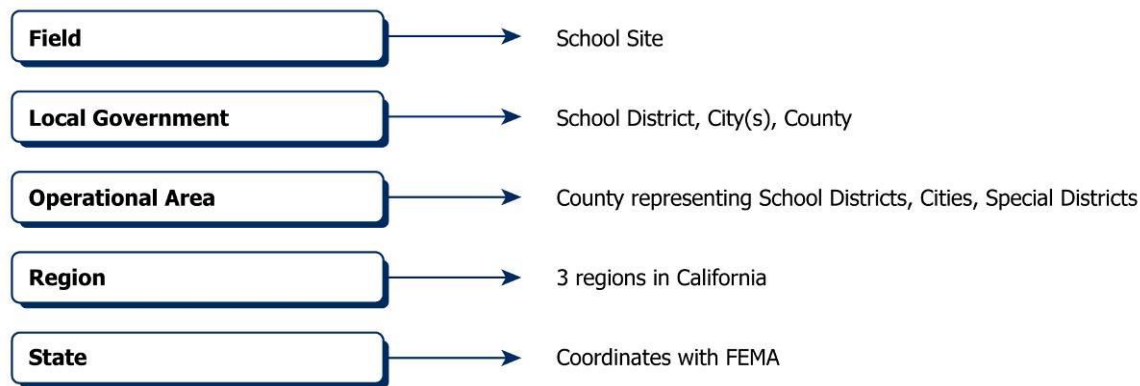 Field
School Site
Local Government
School District, City(s), County
Operational Area
County representing School Districts, Cities, Special Districts
Region
3 regions in California
State
Coordinates with FEMA